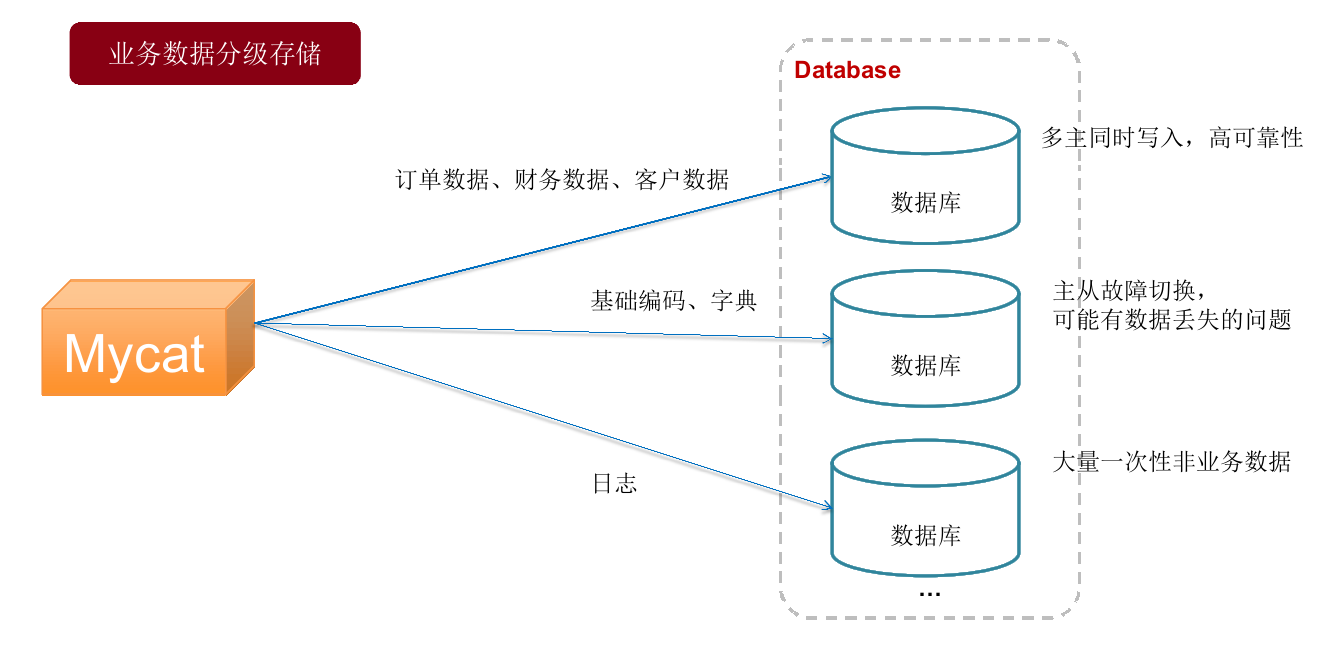 业务数据分级存储
Database
多主同时写入，高可靠性
订单数据、财务数据、客户数据
数据库
基础编码、字典
主从故障切换，
可能有数据丢失的问题
Mycat
数据库
大量一次性非业务数据
日志
数据库
...